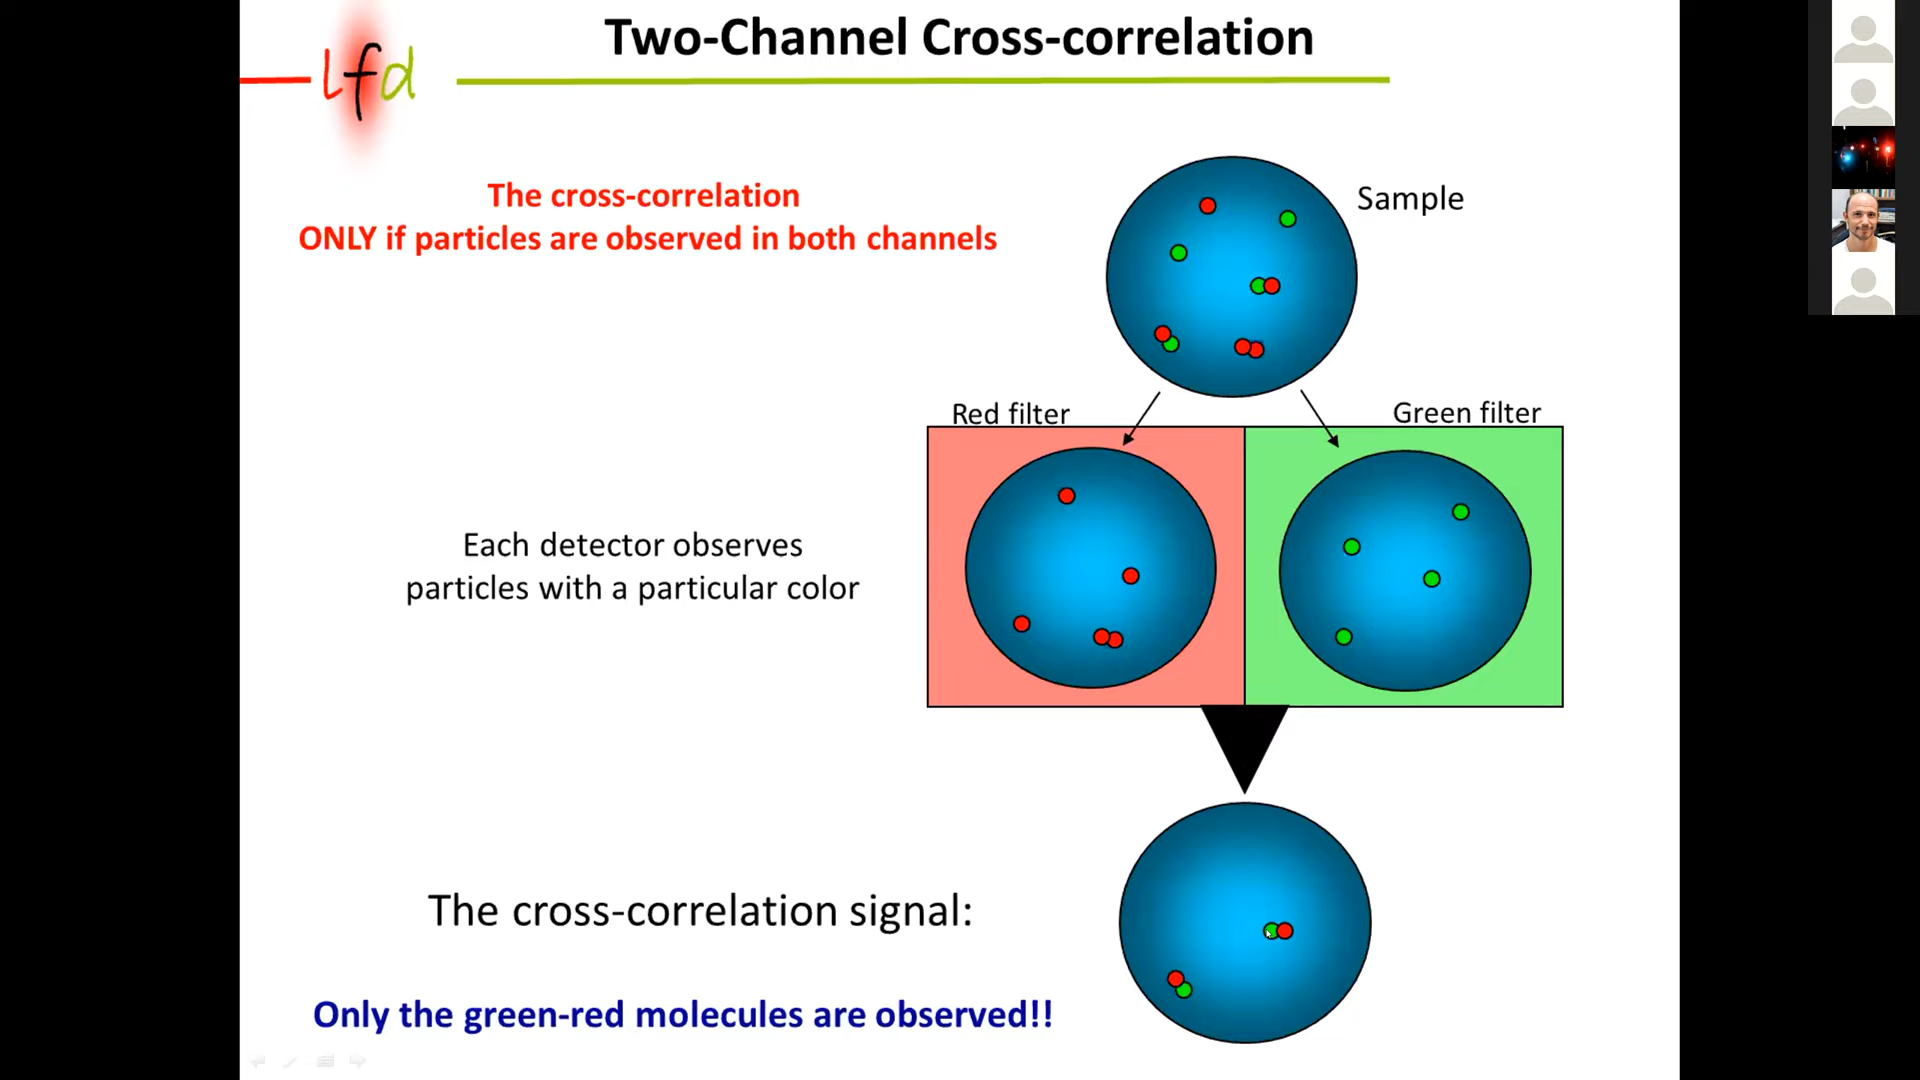 Two-Channel Cross-correlation
lfd
The cross-correlation
ONLY if particles are observed in both channels
Sample
Red filter
Green filter
Each detector observes
particles with a particular color
The cross-correlation signal:
Only the green-red molecules are observed!!